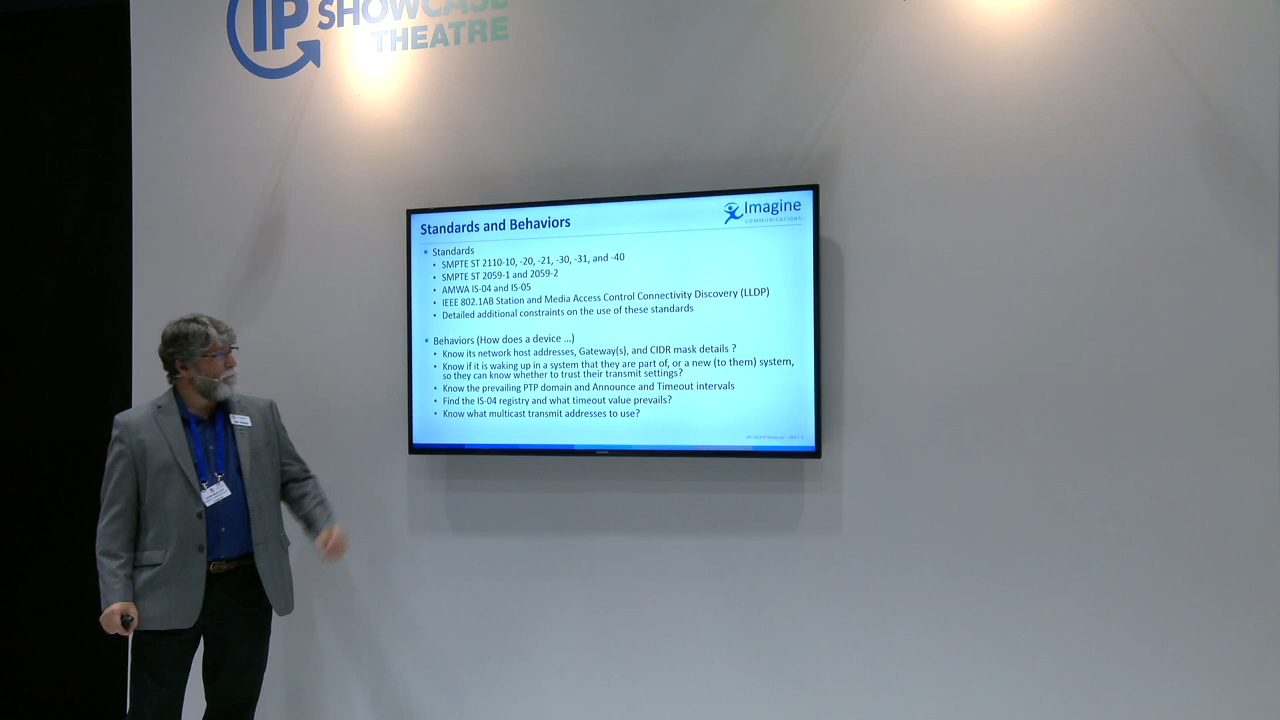 IP SHOWCASE
THEATRE
Imagine
COMMUNICATIONS
Standards and Behaviors
Standards
SMPTE ST 2110-10, -20, -21, -30, -31, and -40
SMPTE ST 2059-1 and 2059-2
AMWA IS-04 and IS-05
IEEE 802.1AB Station and Media Access Control Connectivity Discovery (LLDP)
Detailed additional constraints on the use of these standards
Behaviors (How does a device ...)
Know its network host addresses, Gateway(s), and CIDR mask details ?
Know if it is waking up in a system that they are part of, or a new (to them) system,
so they can know whether to trust their transmit settings?
Know the prevailing PTP domain and Announce and Timeout intervals
Find the IS-04 registry and what timeout value prevails?
Know what multicast transmit addresses to use?